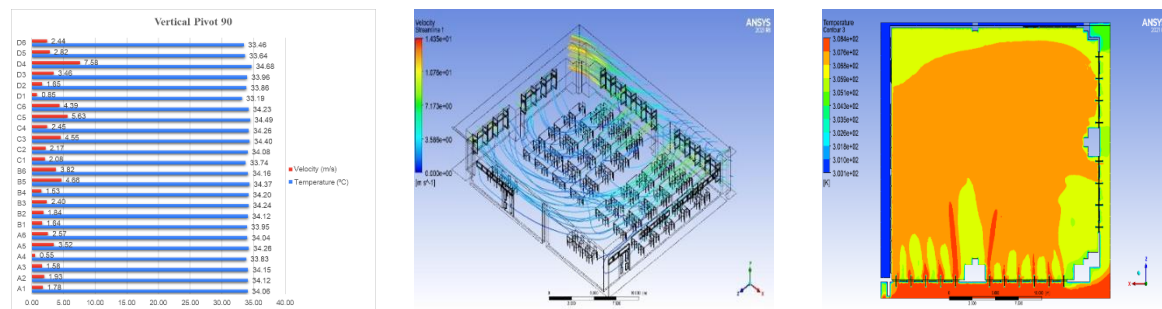 Vertical Pivot 90
D6 2.44 33.46
D5 2.82 33.64
D4 7.58 34.68
D3 3.46 33.96
D2 1.65 33.86
D1 0.85 33.19
C6 4.39 34.23
C5 5.63 34.49
C4 2.45 34.26
C3 4.55 34.40
C2 2.17 34.08
C1 2.08 33.74
B6 3.82 34.16
B5 4.66 34.37
B4 1.53 34.20
B3 2.40 34.24
B2 1.84 34.12
B1 1.64 33.95
A6 2.57 34.04
A5 3.52 34.26
A4 0.55 33.83
A3 1.58 34.15
A2 1.93 34.12
A1 1.78 34.06
0.00 5.00 10.00 15.00 20.00 25.00 30.00 35.00 40.00
Velocity (m/s)
Temperature (°C)
Velocity
Streamline 1
1.435e+01
1.076e+01
7.173e+00
3.586e+00
0.000e+00
[m s^-1]
ANSYS
Temperature
Contour 3
3.084e+02
3.076e+02
3.068e+02
3.059e+02
3.051e+02
3.043e+02
3.035e+02
3.026e+02
3.018e+02
3.010e+02
3.001e+02
[K]
ANSYS